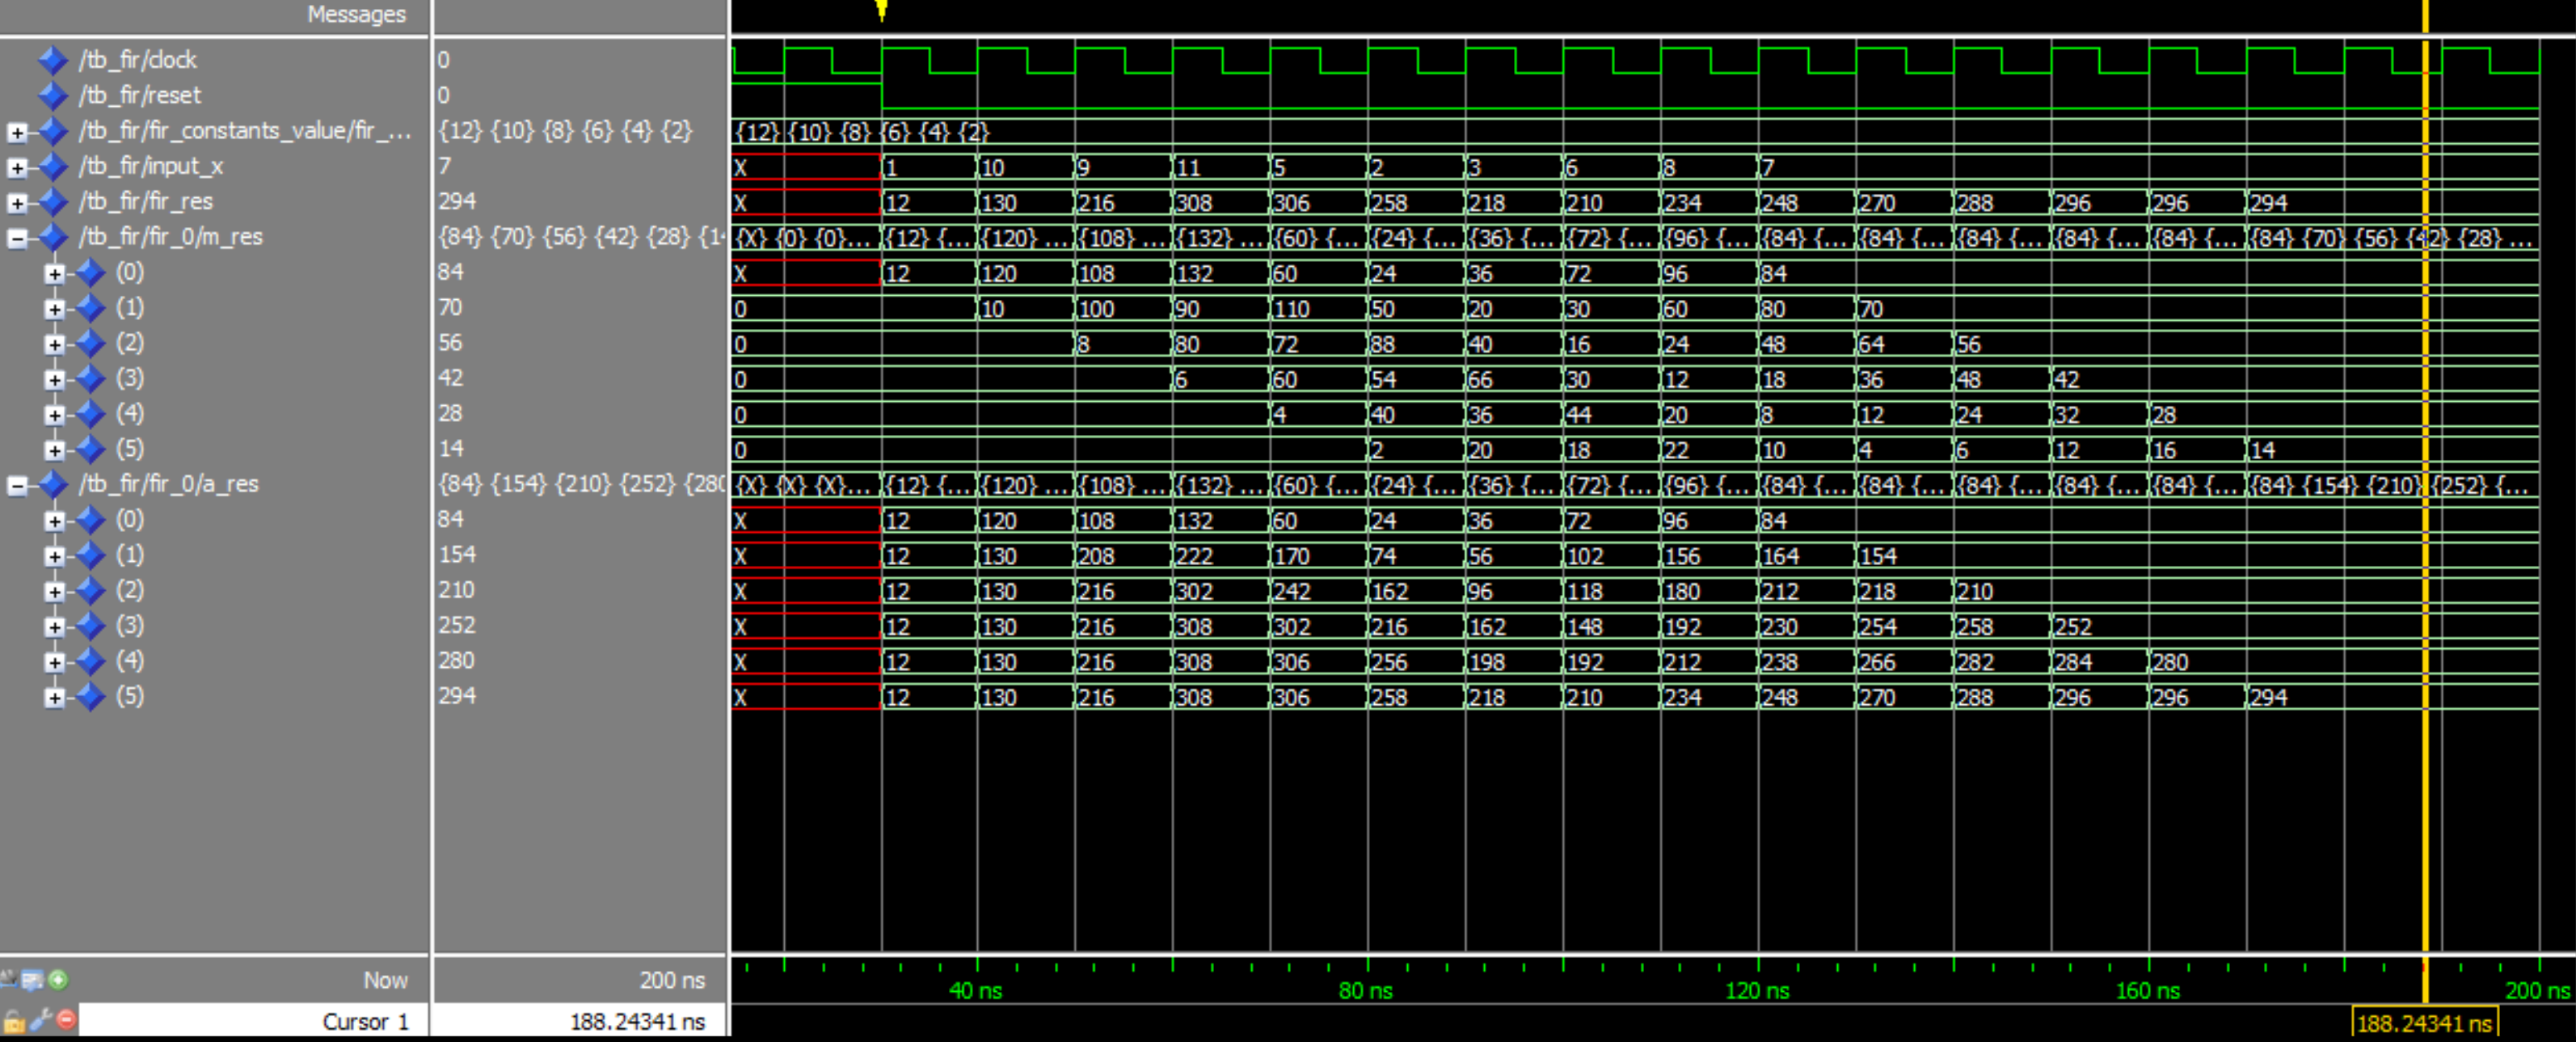 Messages
/tb_fir/clock 0
/tb_fir/reset 0
/tb_fir/fir_constants_value/fir_... {12} {10} {8} {6} {4} {2} {12} {10} {8} {6} {4} {2}
/tb_fir/input_x 7 X 1 10 9 11 5 2 3 6 8 7
/tb_fir/fir_res 294 X 12 130 216 308 306 258 218 210 234 248 270 288 296 296 294
/tb_fir/fir_0/m_res {84} {70} {56} {42} {28} {14 {X} {0} {0}... {12} {... {120} ... {108} ... {132} ... {60} {... {24} {... {36} {... {72} {... {96} {... {84} {... {84} {... {84} {... {84} {... {84} {... {84} {70} {56} {42} {28} ...
(0) 84 X 12 120 108 132 60 24 36 72 96 84
(1) 70 0 10 100 90 110 50 20 30 60 80 70
(2) 56 0 8 80 72 88 40 16 24 48 64 56
(3) 42 0 6 60 54 66 30 12 18 36 48 42
(4) 28 0 4 40 36 44 20 8 12 24 32 28
(5) 14 0 2 20 18 22 10 4 6 12 16 14
/tb_fir/fir_0/a_res {84} {154} {210} {252} {280 {X} {X} {X}... {12} {... {120} ... {108} ... {132} ... {60} {... {24} {... {36} {... {72} {... {96} {... {84} {... {84} {... {84} {... {84} {... {84} {... {84} {154} {210} {252} {...
(0) 84 X 12 120 108 132 60 24 36 72 96 84
(1) 154 X 12 130 208 222 170 74 56 102 156 164 154
(2) 210 X 12 130 216 302 242 162 96 118 180 212 218 210
(3) 252 X 12 130 216 308 302 216 162 148 192 230 254 258 252
(4) 280 X 12 130 216 308 306 256 198 192 212 238 266 282 284 280
(5) 294 X 12 130 216 308 306 258 218 210 234 248 270 288 296 296 294
Now 200 ns 40 ns 80 ns 120 ns 160 ns 200 ns
Cursor 1 188.24341 ns 188.24341 ns